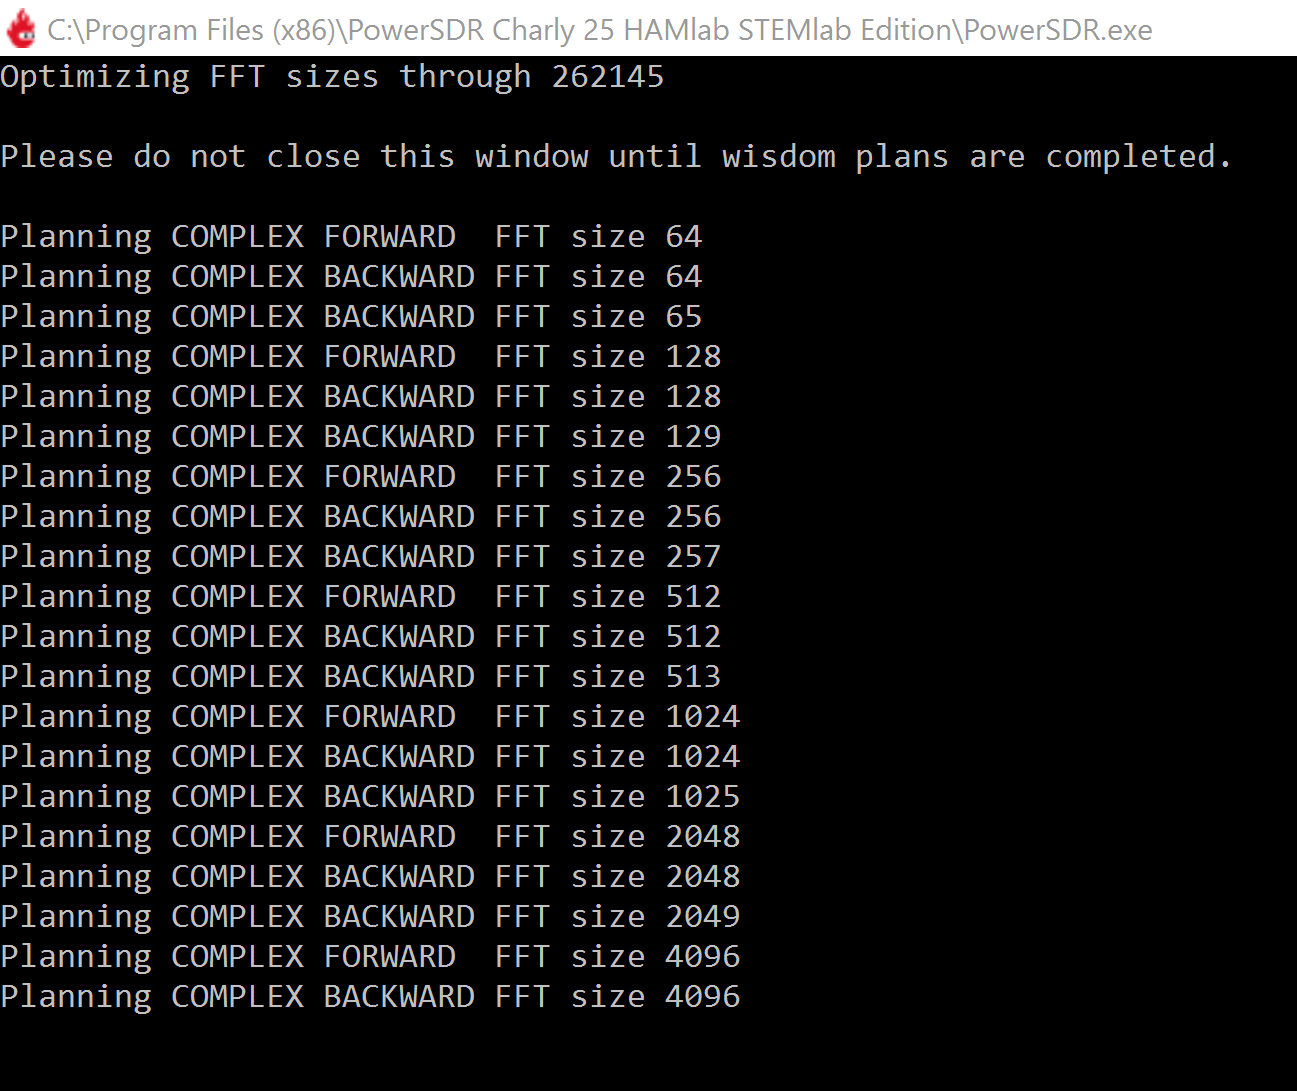 C:\Program Files (x86)\PowerSDR Charly 25 HAMlab STEMlab Edition\PowerSDR.exe
Optimizing FFT sizes through 262145
Please do not close this window until wisdom plans are completed.
Planning COMPLEX FORWARD  FFT size 64
Planning COMPLEX BACKWARD FFT size 64
Planning COMPLEX BACKWARD FFT size 65
Planning COMPLEX FORWARD  FFT size 128
Planning COMPLEX BACKWARD FFT size 128
Planning COMPLEX BACKWARD FFT size 129
Planning COMPLEX FORWARD  FFT size 256
Planning COMPLEX BACKWARD FFT size 256
Planning COMPLEX BACKWARD FFT size 257
Planning COMPLEX FORWARD  FFT size 512
Planning COMPLEX BACKWARD FFT size 512
Planning COMPLEX BACKWARD FFT size 513
Planning COMPLEX FORWARD  FFT size 1024
Planning COMPLEX BACKWARD FFT size 1024
Planning COMPLEX BACKWARD FFT size 1025
Planning COMPLEX FORWARD  FFT size 2048
Planning COMPLEX BACKWARD FFT size 2048
Planning COMPLEX BACKWARD FFT size 2049
Planning COMPLEX FORWARD  FFT size 4096
Planning COMPLEX BACKWARD FFT size 4096